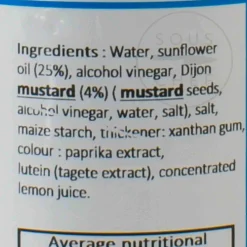 SOUS
Ingredients : Water, sunflower
oil (25%), alcohol vinegar, Dijon
mustard (4%) ( mustard seeds,
alcohol vinegar, water, salt), salt,
maize starch, thickener: xanthan gum,
colour : paprika extract,
lutein (tagete extract), concentrated
lemon juice.
Average nutritional